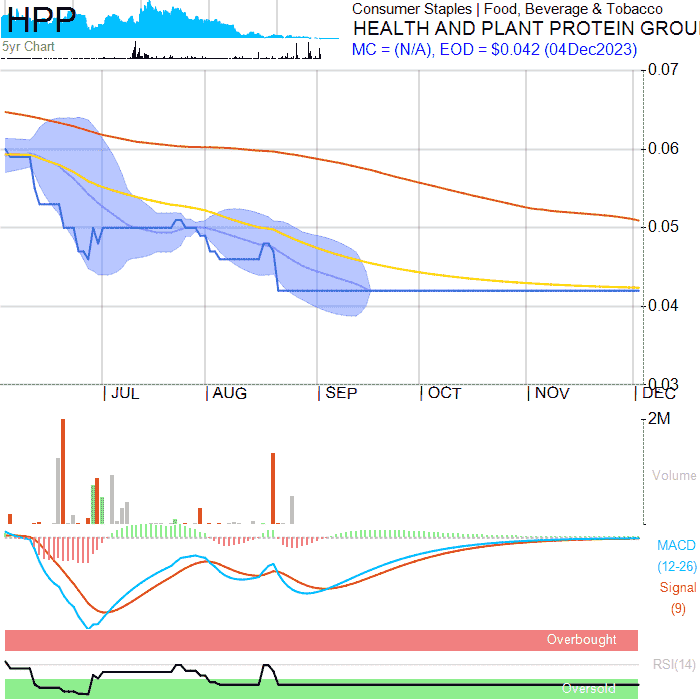 HPP
Consumer Staples | Food, Beverage & Tobacco
HEALTH AND PLANT PROTEIN GROU
5yr Chart
MC = (N/A), EOD = $0.042 (04Dec2023)
0.07
0.06
0.05
0.04
0.03
JUL AUG SEP OCT NOV DEC
2M
Volume
MACD
(12-26)
Signal
(9)
Overbought
RSI(14)
Oversold